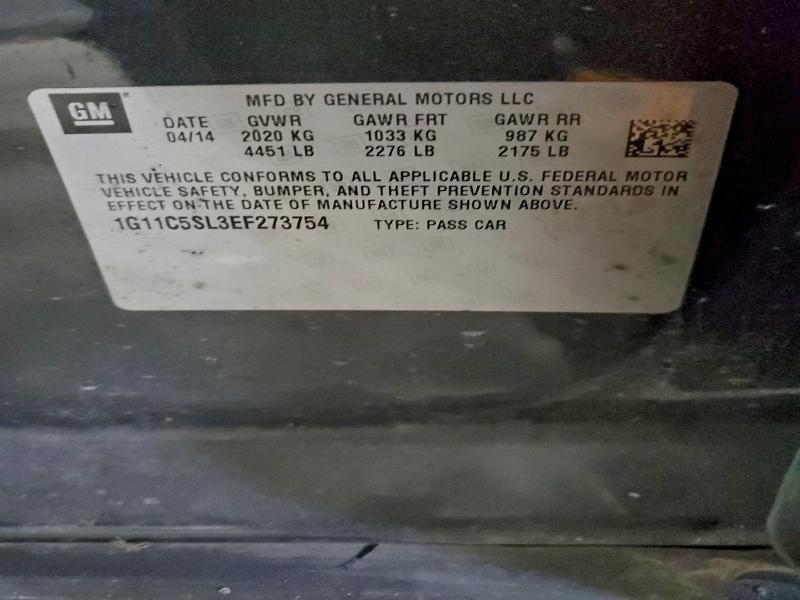 GM
MFD BY GENERAL MOTORS LLC
DATE GVWR GAWR FRT GAWR RR
04/14 2020 KG 1033 KG 987 KG
4451 LB 2276 LB 2175 LB
THIS VEHICLE CONFORMS TO ALL APPLICABLE U.S. FEDERAL MOTOR
VEHICLE SAFETY, BUMPER, AND THEFT PREVENTION STANDARDS IN
EFFECT ON THE DATE OF MANUFACTURE SHOWN ABOVE.
1G11C5SL3EF273754 TYPE: PASS CAR